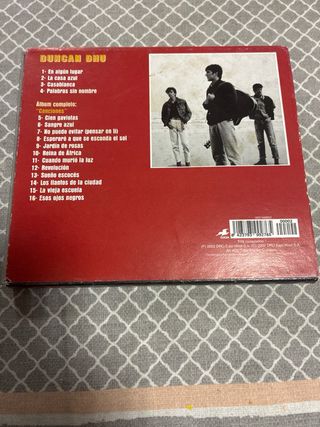 DUNCAN DHU
1- En algún lugar
2- La casa azul
3- Casablanca
4- Palabras sin nombre
Álbum completo:
"Canciones"
5- Cien gaviotas
6- Sangre azul
7- No puedo evitar (pensar en ti)
8- Esperaré a que se esconda el sol
9- Jardín de rosas
10- Reina de África
11- Cuando murió la luz
12- Revolución
13- Sueño escocés
14- Los llantos de la ciudad
15- La vieja escuela
16- Esos ojos negros
00002